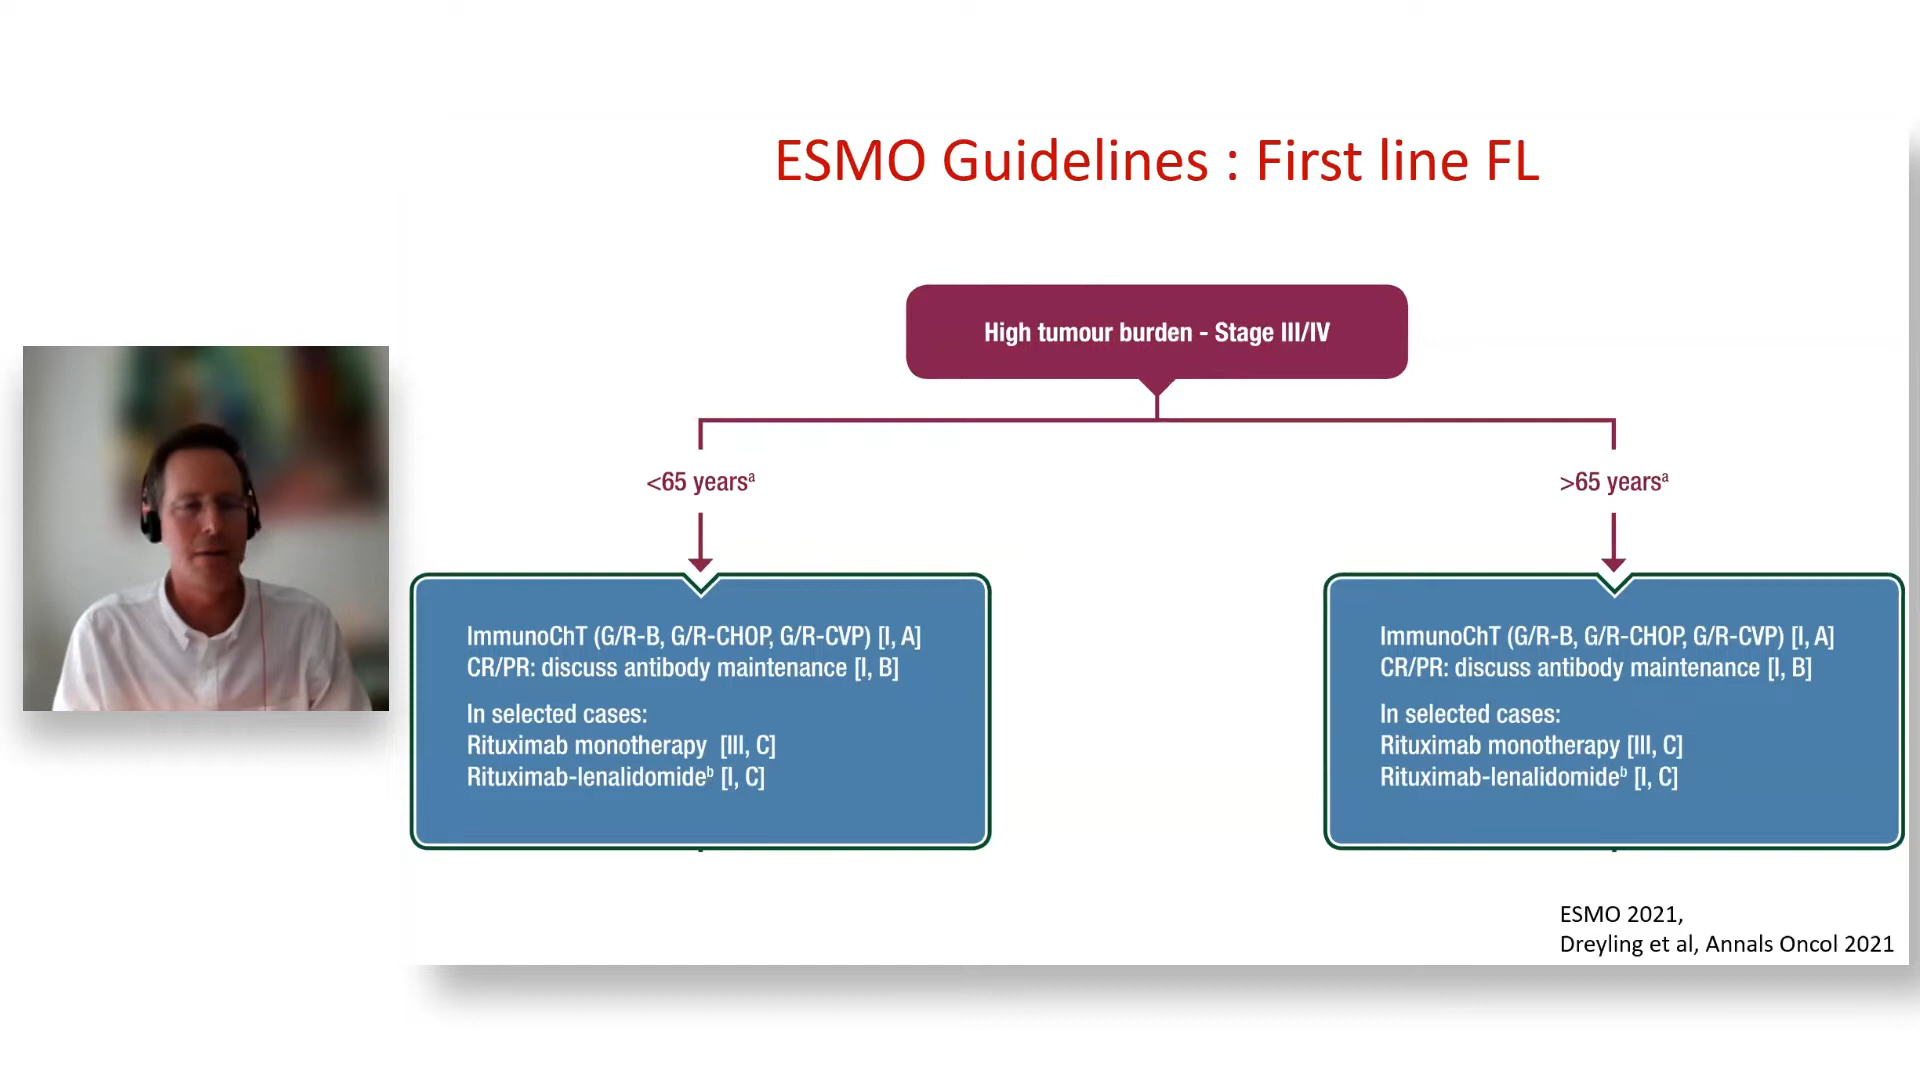 ESMO Guidelines : First line FL
High tumour burden - Stage III/IV
<65 yearsᵃ
>65 yearsᵃ
ImmunoChT (G/R-B, G/R-CHOP, G/R-CVP) [I, A]
CR/PR: discuss antibody maintenance [I, B]
In selected cases:
Rituximab monotherapy [III, C]
Rituximab-lenalidomideᵇ [I, C]
ImmunoChT (G/R-B, G/R-CHOP, G/R-CVP) [I, A]
CR/PR: discuss antibody maintenance [I, B]
In selected cases:
Rituximab monotherapy [III, C]
Rituximab-lenalidomideᵇ [I, C]
ESMO 2021,
Dreyling et al, Annals Oncol 2021